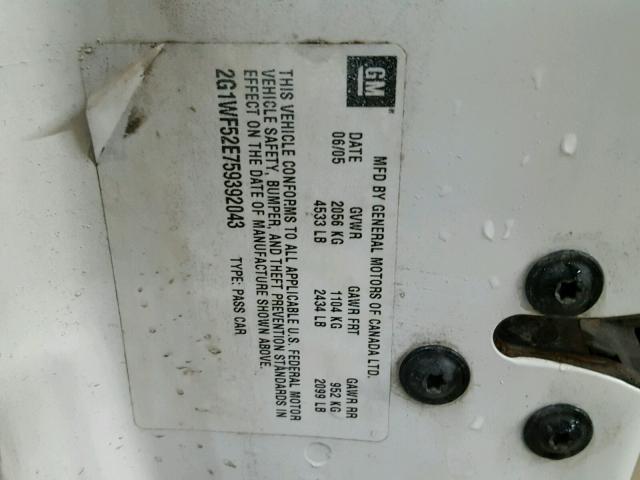 GM
MFD BY GENERAL MOTORS OF CANADA LTD.
DATE GVWR GAWR FRT GAWR RR
06/05 2056 KG 1104 KG 952 KG
4533 LB 2434 LB 2099 LB
THIS VEHICLE CONFORMS TO ALL APPLICABLE U.S. FEDERAL MOTOR
VEHICLE SAFETY, BUMPER, AND THEFT PREVENTION STANDARDS IN
EFFECT ON THE DATE OF MANUFACTURE SHOWN ABOVE.
2G1WF52E759392043 TYPE: PASS CAR